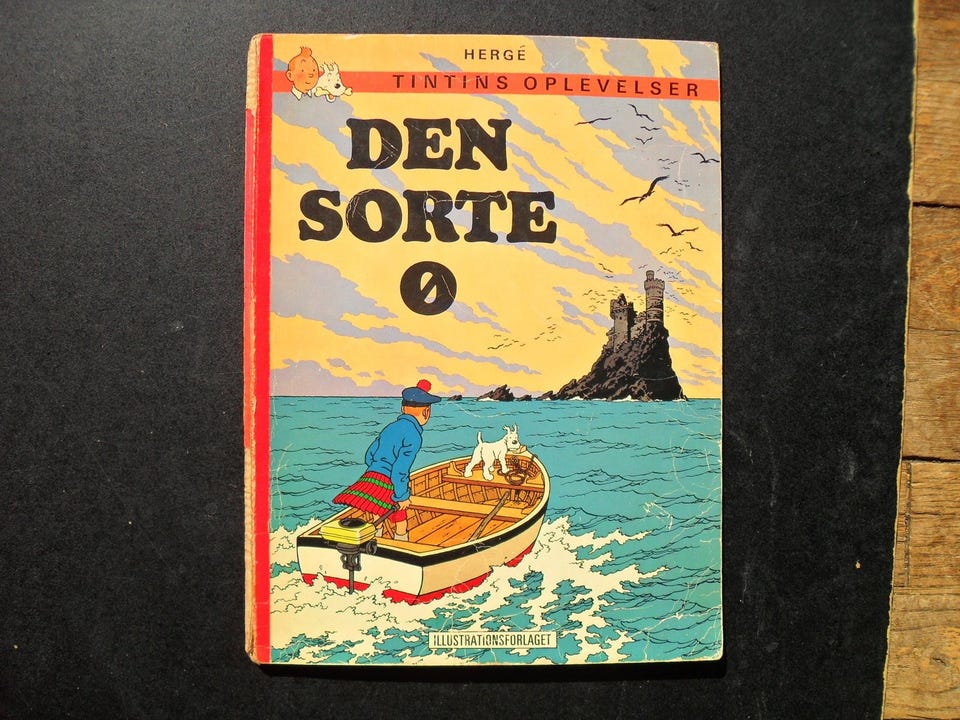 HERGÉ
TINTINS OPLEVELSER
DEN
SORTE
Ø
ILLUSTRATIONSFORLAGET